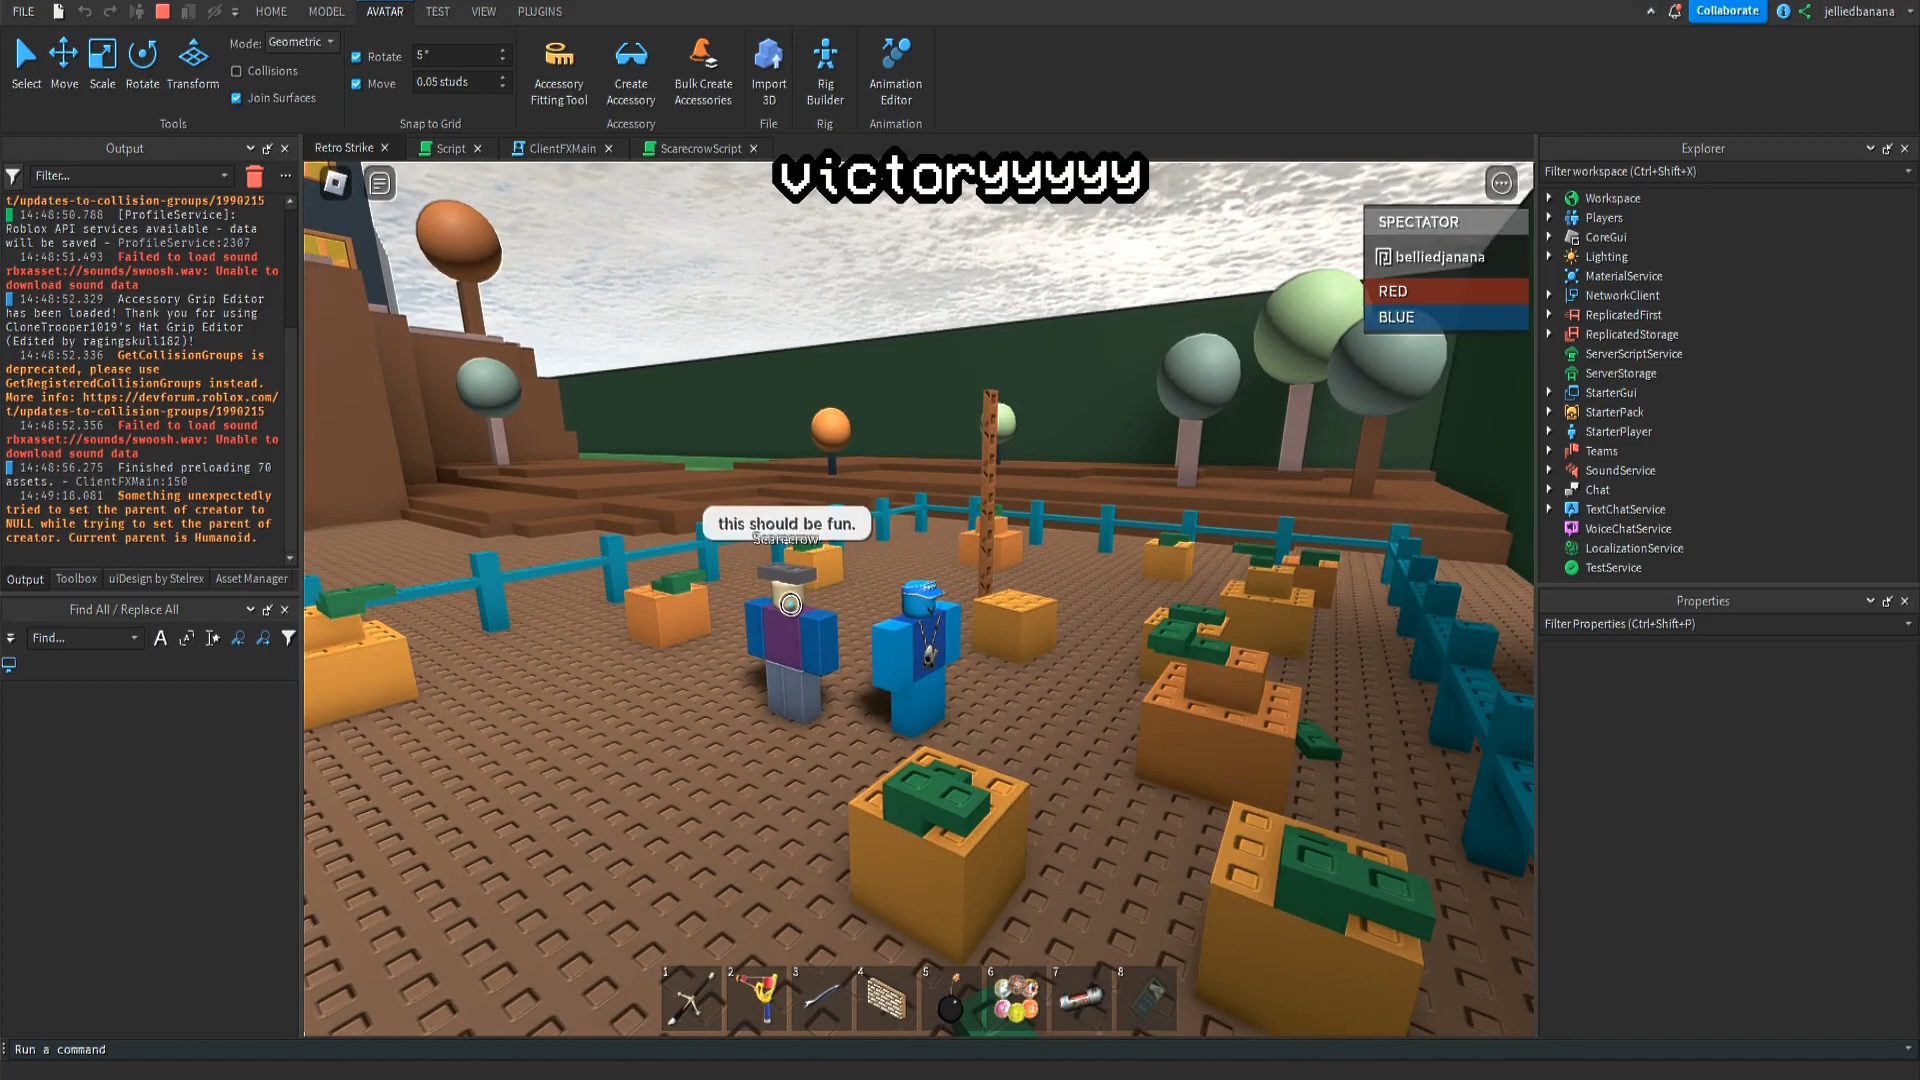 FILE HOME MODEL AVATAR TEST VIEW PLUGINS Collaborate jelliedbanana
Select Move Scale Rotate Transform
Mode: Geometric
Collisions
Join Surfaces
Tools
Rotate 5°
Move 0.05 studs
Snap to Grid
Accessory Fitting Tool
Create Accessory
Bulk Create Accessories
Accessory
Import 3D
File
Rig Builder
Rig
Animation Editor
Animation
Output
Filter...
t/updates-to-collision-groups/1990215
14:48:50.788 [ProfileService]:
Roblox API services available - data
will be saved - ProfileService:2307
14:48:51.493 Failed to load sound
rbxasset://sounds/swoosh.wav: Unable to
download sound data
14:48:52.329 Accessory Grip Editor
has been loaded! Thank you for using
CloneTrooper1019's Hat Grip Editor
(Edited by ragingskull182)!
14:48:52.336 GetCollisionGroups is
deprecated, please use
GetRegisteredCollisionGroups instead.
More info: https://devforum.roblox.com/
t/updates-to-collision-groups/1990215
14:48:52.356 Failed to load sound
rbxasset://sounds/swoosh.wav: Unable to
download sound data
14:48:56.275 Finished preloading 70
assets. - ClientFXMain:150
14:49:18.081 Something unexpectedly
tried to set the parent of creator to
NULL while trying to set the parent of
creator. Current parent is Humanoid.
Output Toolbox uiDesign by Stelrex Asset Manager
Find All / Replace All
Find...
Retro Strike Script ClientFXMain ScarecrowScript
victoryyyyy
SPECTATOR
belliedjanana
RED
BLUE
this should be fun.
Scarecrow
1 2 3 4 5 6 7 8
Explorer
Filter workspace (Ctrl+Shift+X)
Workspace
Players
CoreGui
Lighting
MaterialService
NetworkClient
ReplicatedFirst
ReplicatedStorage
ServerScriptService
ServerStorage
StarterGui
StarterPack
StarterPlayer
Teams
SoundService
Chat
TextChatService
VoiceChatService
LocalizationService
TestService
Properties
Filter Properties (Ctrl+Shift+P)
Run a command